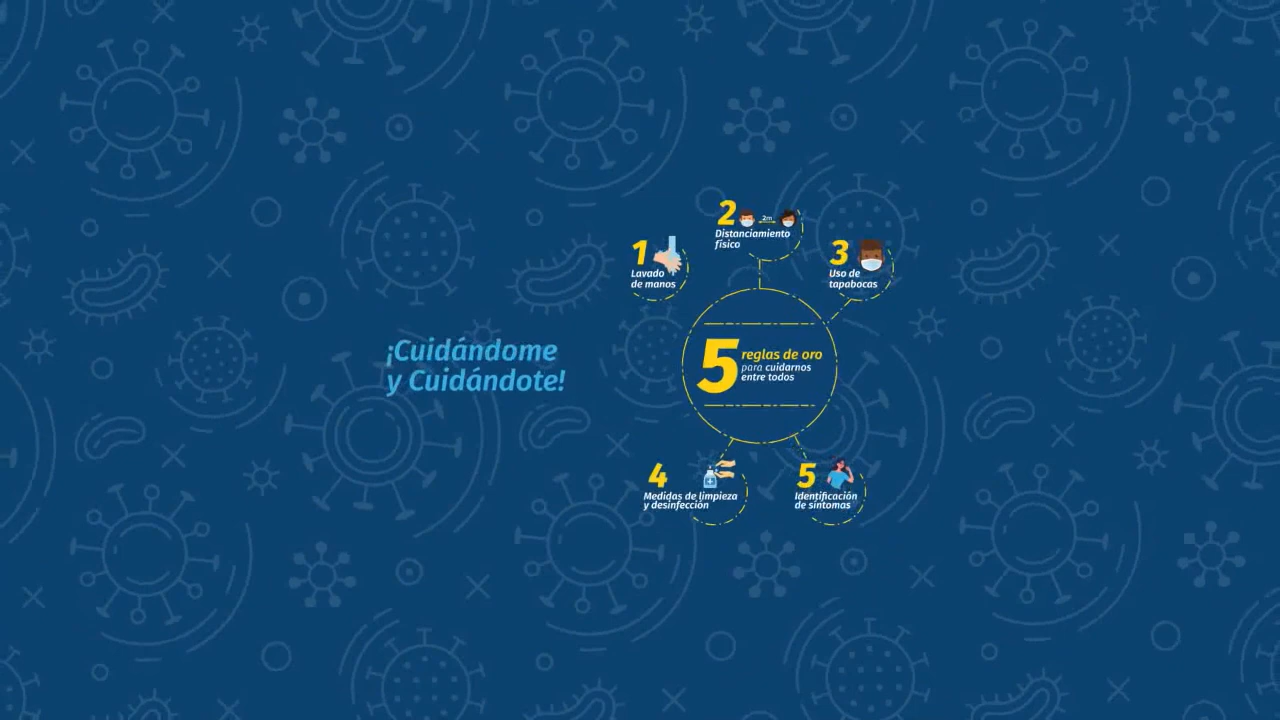 ¡Cuidándome
y Cuidándote!
5
reglas de oro
para cuidarnos
entre todos
1
Lavado
de manos
2
2m
Distanciamiento
físico
3
Uso de
tapabocas
4
Medidas de limpieza
y desinfección
5
Identificación
de síntomas